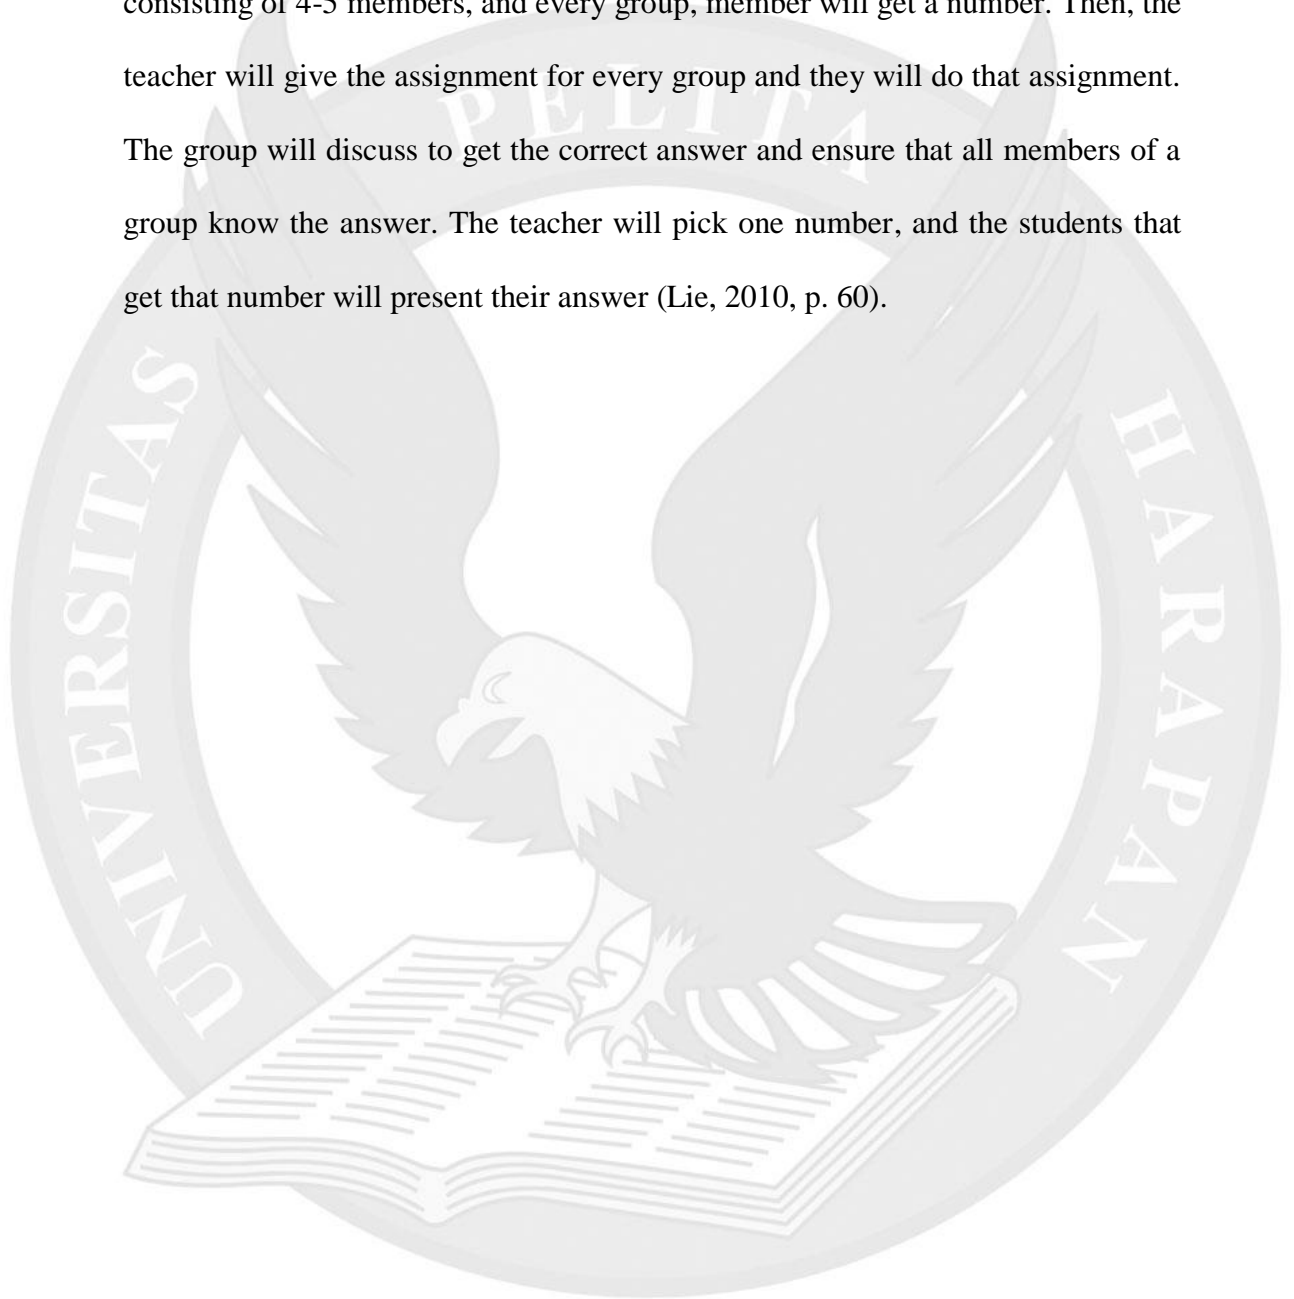 consisting of 4-5 members, and every group, member will get a number. Then, the
teacher will give the assignment for every group and they will do that assignment.
The group will discuss to get the correct answer and ensure that all members of a
group know the answer. The teacher will pick one number, and the students that
get that number will present their answer (Lie, 2010, p. 60).
UNIVERSITAS PELITA HARAPAN